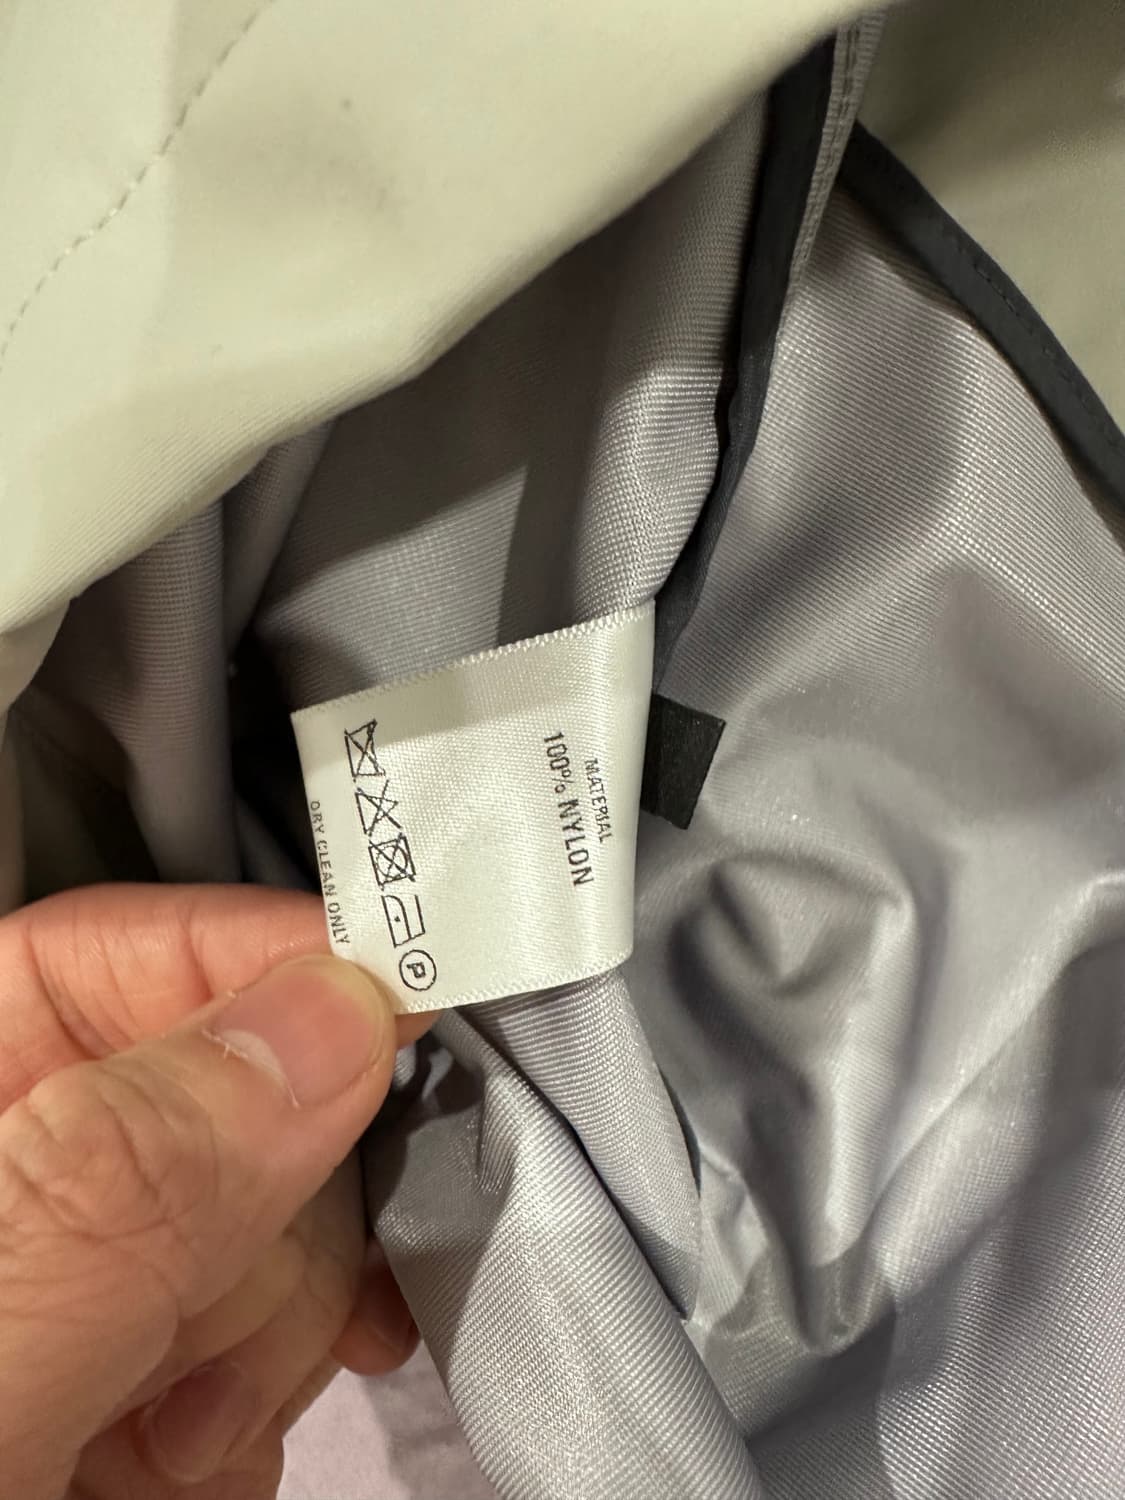 MATERIAL
100% NYLON
P
DRY CLEAN ONLY